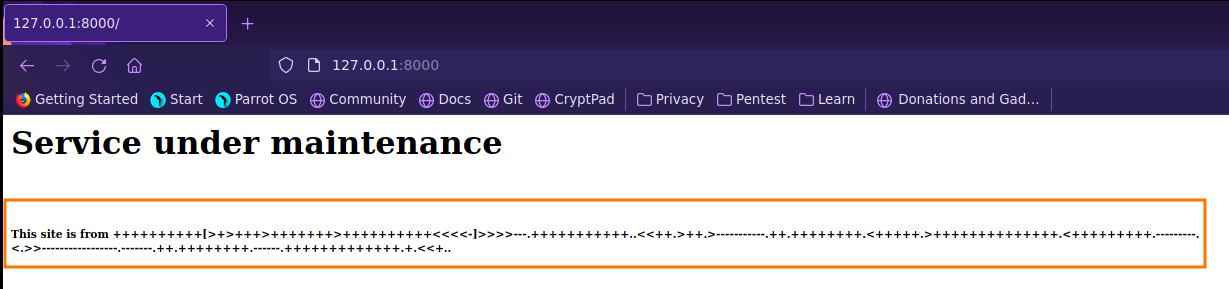 127.0.0.1:8000/
127.0.0.1:8000
Getting Started Start Parrot OS Community Docs Git CryptPad Privacy Pentest Learn Donations and Gad...
Service under maintenance
This site is from ++++++++++[>+>+++>+++++++>++++++++++<<<<-]>>>>---.+++++++++++..<<++.>++.>-----------.++.++++++++.<+++++.>++++++++++++++.<+++++++++.---------.
<.>>-----------------.-------.++.++++++++.------.+++++++++++++.+.<<+..